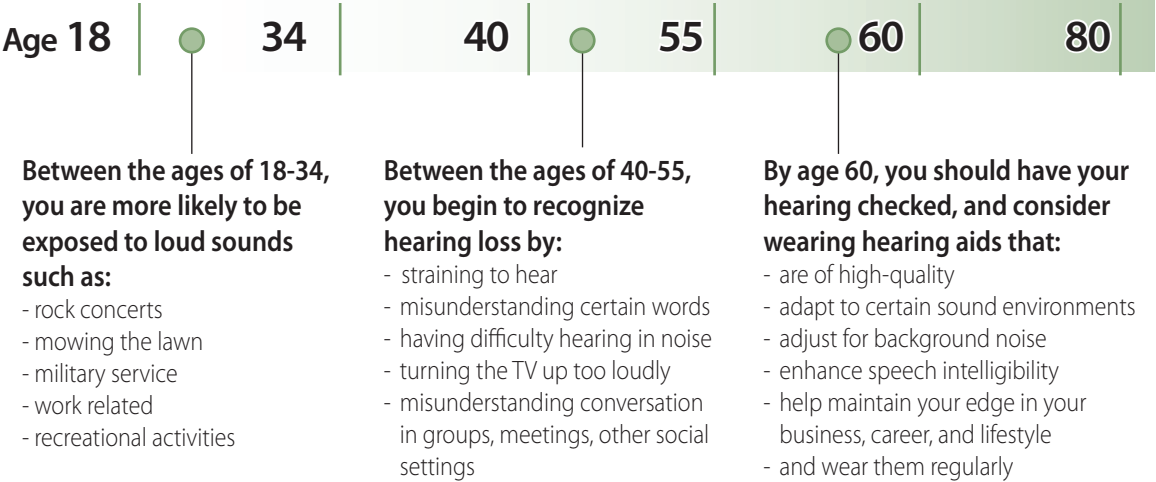 Age 18 34 40 55 60 80
Between the ages of 18-34,
you are more likely to be
exposed to loud sounds
such as:
- rock concerts
- mowing the lawn
- military service
- work related
- recreational activities
Between the ages of 40-55,
you begin to recognize
hearing loss by:
- straining to hear
- misunderstanding certain words
- having difficulty hearing in noise
- turning the TV up too loudly
- misunderstanding conversation
in groups, meetings, other social
settings
By age 60, you should have your
hearing checked, and consider
wearing hearing aids that:
- are of high-quality
- adapt to certain sound environments
- adjust for background noise
- enhance speech intelligibility
- help maintain your edge in your
business, career, and lifestyle
- and wear them regularly